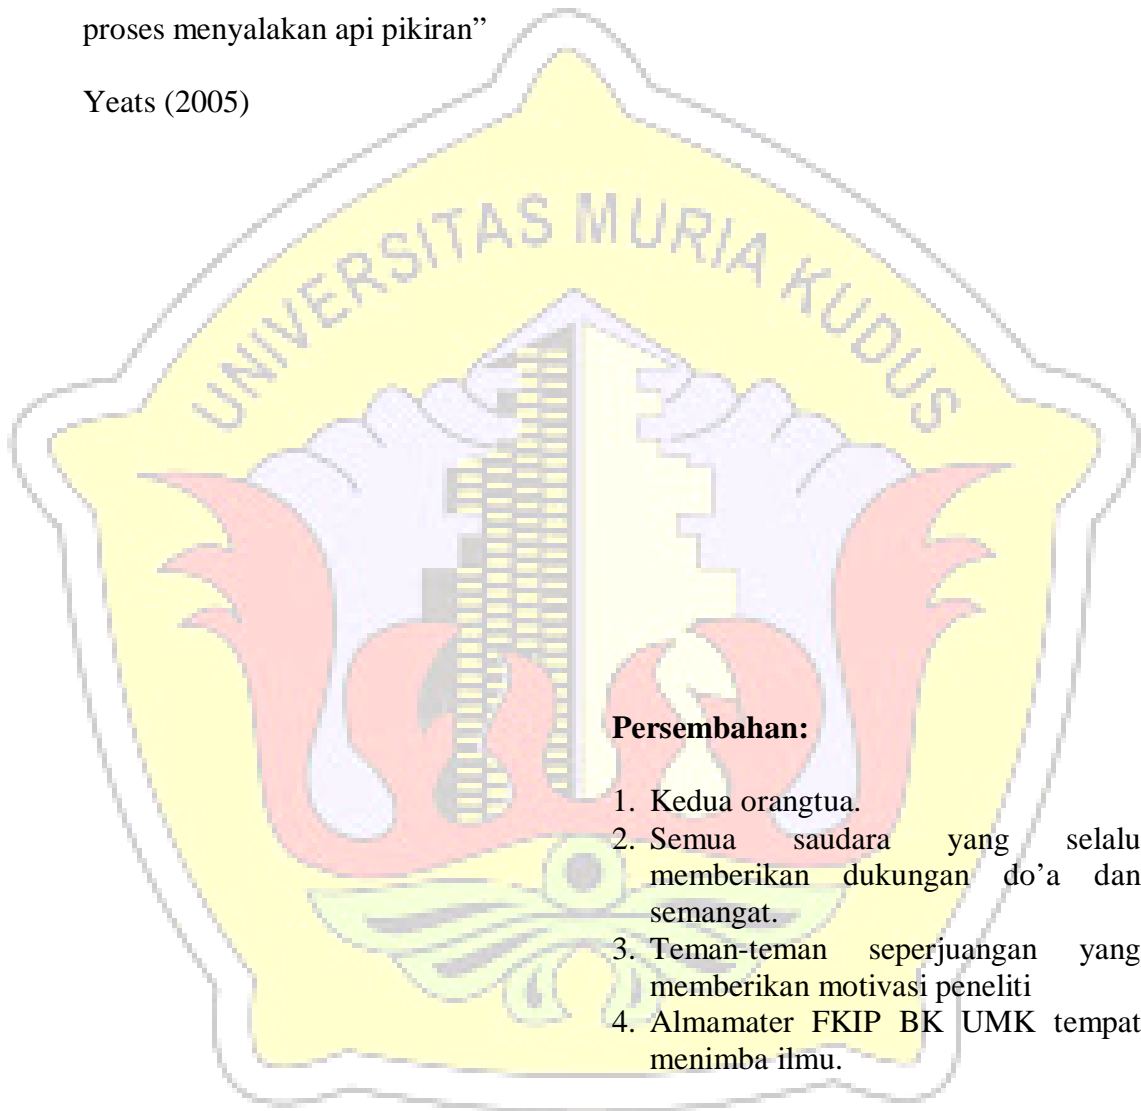 proses menyalakan api pikiran”
Yeats (2005)
UNIVERSITAS MURIA KUDUS
Persembahan:
1. Kedua orangtua.
2. Semua saudara yang selalu
memberikan dukungan do’a dan
semangat.
3. Teman-teman seperjuangan yang
memberikan motivasi peneliti
4. Almamater FKIP BK UMK tempat
menimba ilmu.